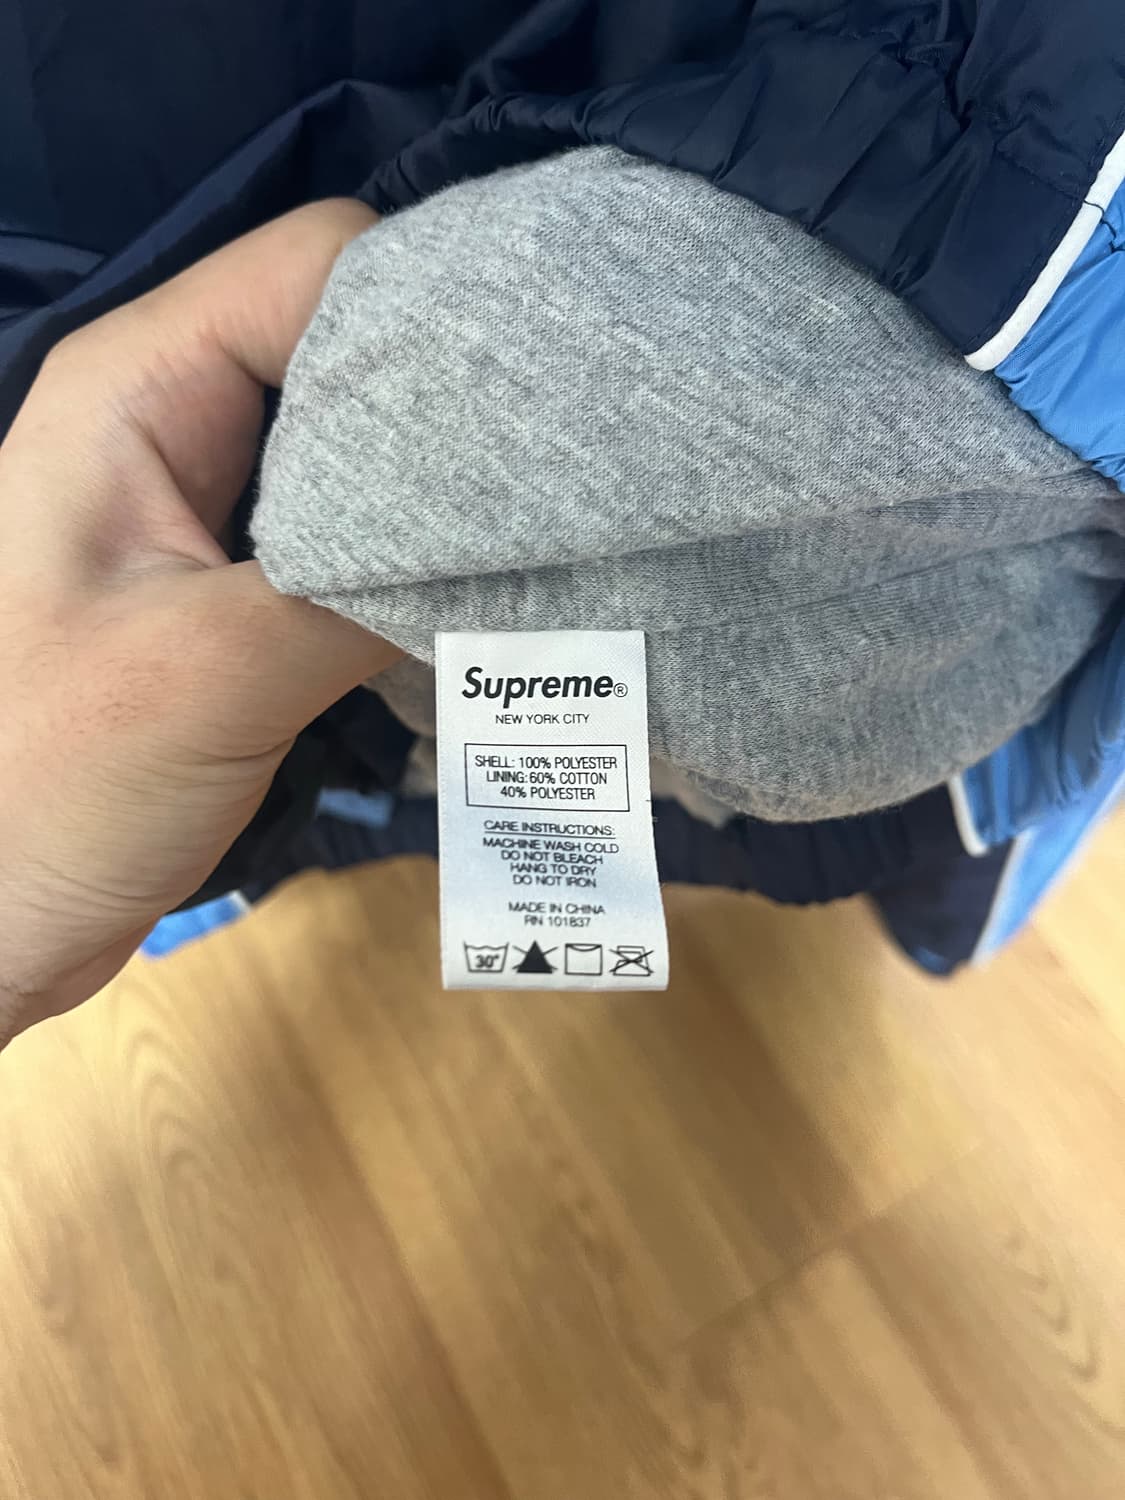 Supreme®
NEW YORK CITY
SHELL: 100% POLYESTER
LINING: 60% COTTON
40% POLYESTER
CARE INSTRUCTIONS:
MACHINE WASH COLD
DO NOT BLEACH
HANG TO DRY
DO NOT IRON
MADE IN CHINA
RN 101837
30°